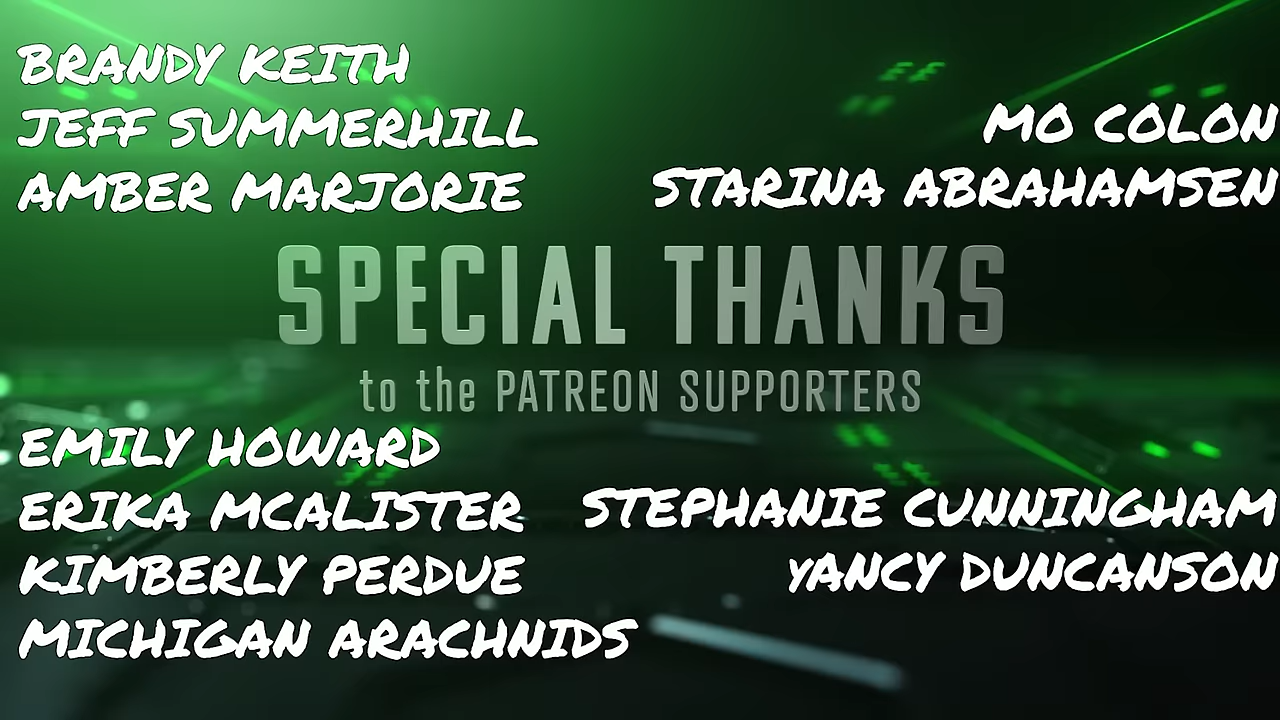 BRANDY KEITH
JEFF SUMMERHILL
AMBER MARJORIE
MO COLON
STARINA ABRAHAMSEN
SPECIAL THANKS
to the PATREON SUPPORTERS
EMILY HOWARD
ERIKA MCALISTER
KIMBERLY PERDUE
MICHIGAN ARACHNIDS
STEPHANIE CUNNINGHAM
YANCY DUNCANSON